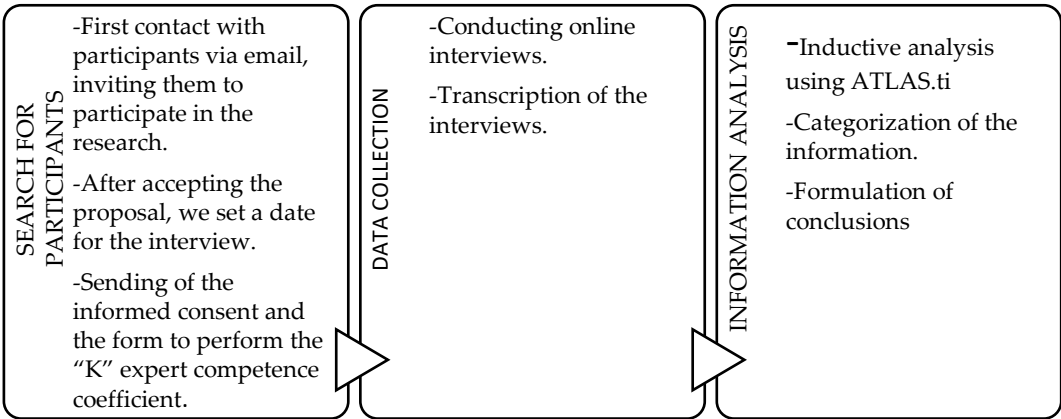 SEARCH FOR
PARTICIPANTS
-First contact with
participants via email,
inviting them to
participate in the
research.
-After accepting the
proposal, we set a date
for the interview.
-Sending of the
informed consent and
the form to perform the
“K” expert competence
coefficient.
DATA COLLECTION
-Conducting online
interviews.
-Transcription of the
interviews.
INFORMATION ANALYSIS
-Inductive analysis
using ATLAS.ti
-Categorization of the
information.
-Formulation of
conclusions